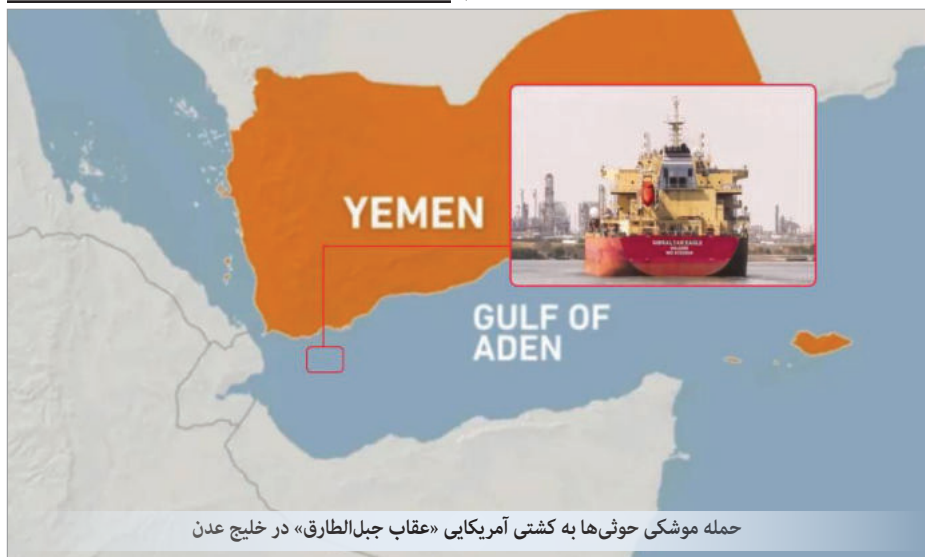 YEMEN
GIBRALTAR EAGLE
GULF OF
ADEN
حمله موشکی حوثی‌ها به کشتی آمریکایی «عقاب جبل‌الطارق» در خلیج عدن